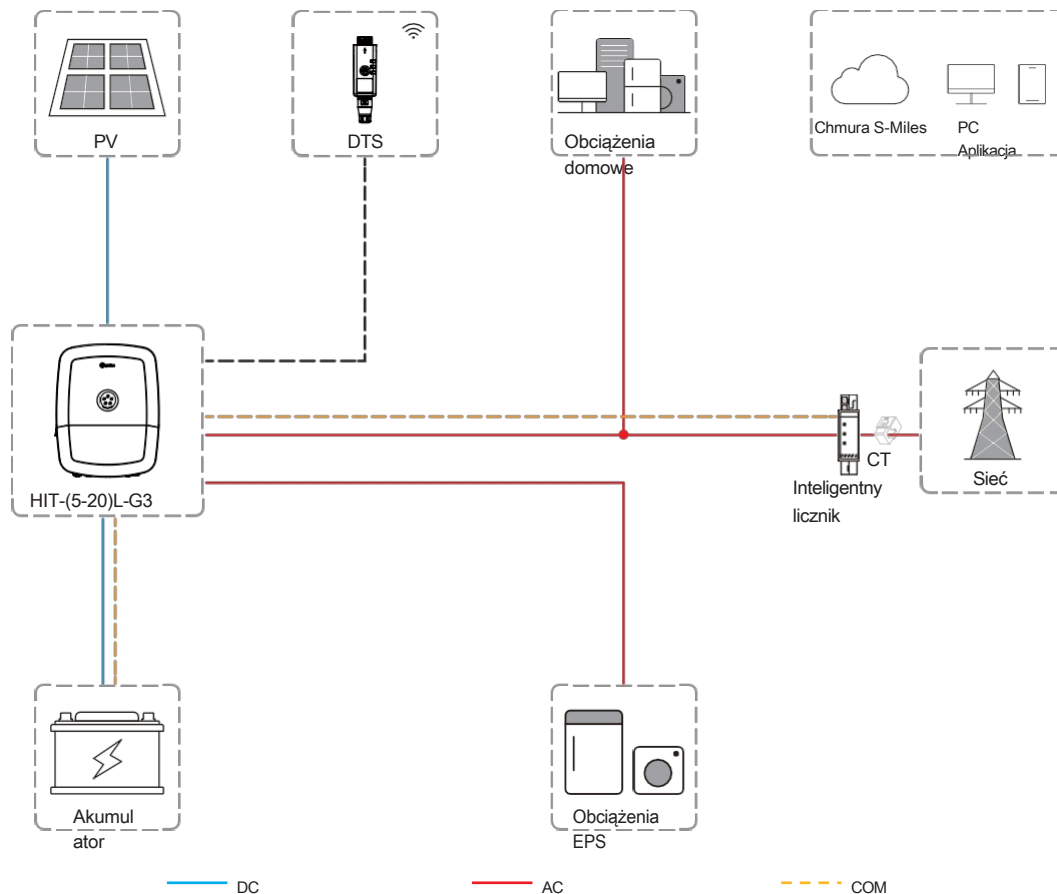 PV
DTS
Obciążenia
domowe
Chmura S-Miles
PC
Aplikacja
HIT-(5-20)L-G3
CT
Inteligentny
licznik
Sieć
Akumul
ator
Obciążenia
EPS
DC
AC
COM